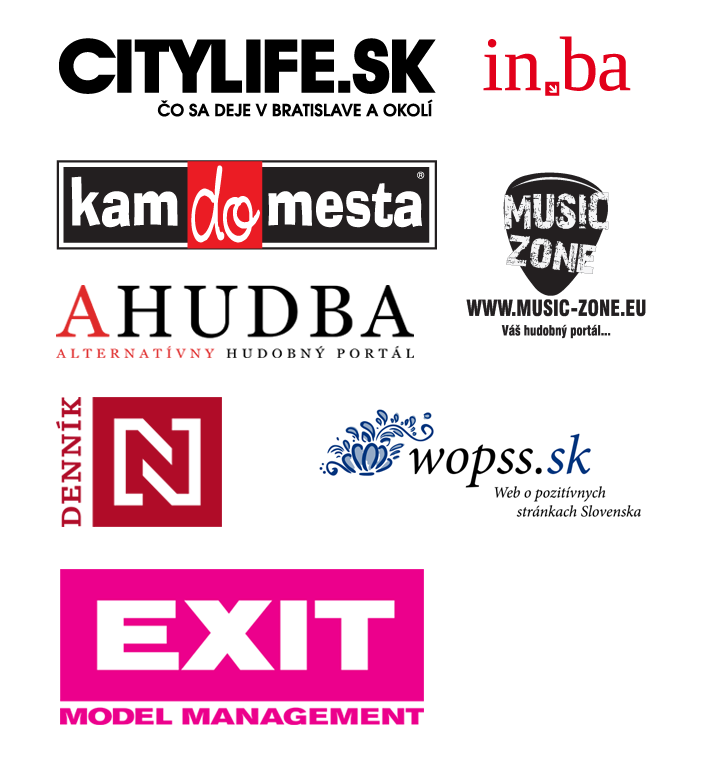 CITYLIFE.SK
ČO SA DEJE V BRATISLAVE A OKOLÍ
in.ba
kam do mesta ®
MUSIC
ZONE
WWW.MUSIC-ZONE.EU
Váš hudobný portál...
AHUDBA
ALTERNATÍVNY HUDOBNÝ PORTÁL
DENNÍK
N
wopss.sk
Web o pozitívnych
stránkach Slovenska
EXIT
MODEL MANAGEMENT